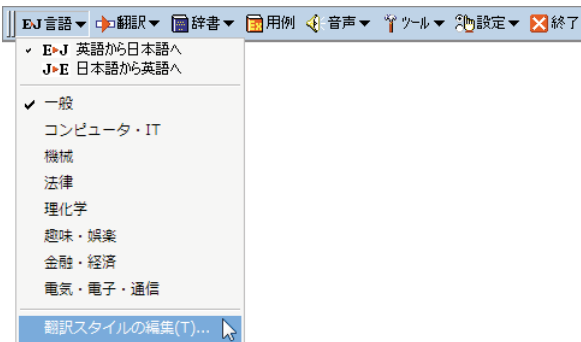 EJ言語▼ 翻訳▼ 辞書▼ 用例 音声▼ ツール▼ 設定▼ 終了
E▸J 英語から日本語へ
J▸E 日本語から英語へ
一般
コンピュータ・IT
機械
法律
理化学
趣味・娯楽
金融・経済
電気・電子・通信
翻訳スタイルの編集(T)...